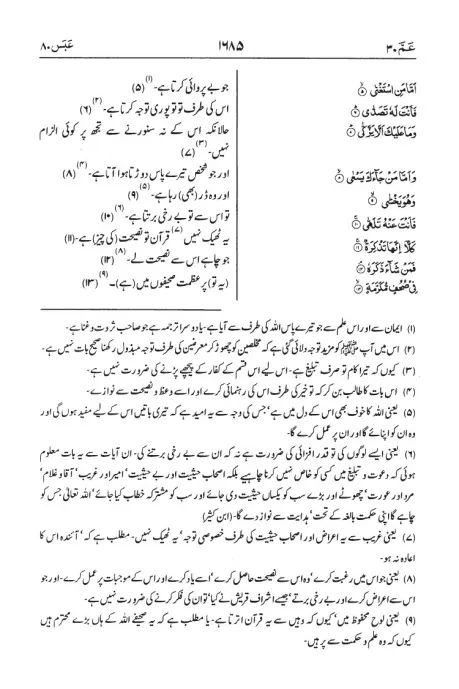 عَمَّ ۳۰
۱۶۸۵
عَبَسَ ۸۰
اَمَّا مَنِ اسْتَغْنٰی ۝۵
فَاَنْتَ لَهٗ تَصَدّٰی ۝۶
وَمَا عَلَیْكَ اَلَّا یَزَّكّٰی ۝۷
وَاَمَّا مَنْ جَآءَكَ یَسْعٰی ۝۸
وَهُوَ یَخْشٰی ۝۹
فَاَنْتَ عَنْهُ تَلَهّٰی ۝۱۰
كَلَّاۤ اِنَّهَا تَذْكِرَةٌ ۝۱۱
فَمَنْ شَآءَ ذَكَرَهٗ ۝۱۲
فِیْ صُحُفٍ مُّكَرَّمَةٍ ۝۱۳
جو بے پروائی کرتا ہے۔ (۱) (۵)
اس کی طرف تو تو پوری توجہ کرتا ہے۔ (۲) (۶)
حالانکہ اس کے نہ سنورنے سے تجھ پر کوئی الزام
نہیں۔ (۳) (۷)
اور جو شخص تیرے پاس دوڑتا ہوا آتا ہے۔ (۴) (۸)
اور وہ ڈر (بھی) رہا ہے۔ (۵) (۹)
تو اس سے تو بے رخی برتتا ہے۔ (۶) (۱۰)
یہ ٹھیک نہیں (۷) قرآن تو نصیحت (کی چیز) ہے۔ (۱۱)
جو چاہے اس سے نصیحت لے۔ (۸) (۱۲)
(یہ تو) پر عظمت صحیفوں میں (ہے)۔ (۹) (۱۳)
(۱) ایمان سے اور اس علم سے جو تیرے پاس اللہ کی طرف سے آیا ہے۔ یا دوسرا ترجمہ ہے جو صاحب ثروت و غنا ہے۔
(۲) اس میں آپ ﷺ کو مزید توجہ دلائی گئی ہے کہ مخلصین کو چھوڑ کر معرضین کی طرف توجہ مبذول رکھنا صحیح بات نہیں ہے۔
(۳) کیوں کہ تیرا کام تو صرف تبلیغ ہے۔ اس لیے اس قسم کے کفار کے پیچھے پڑنے کی ضرورت نہیں ہے۔
(۴) اس بات کا طالب بن کر کہ تو خیر کی طرف اس کی رہنمائی کرے اور اسے وعظ و نصیحت سے نوازے۔
(۵) یعنی اللہ کا خوف بھی اس کے دل میں ہے، جس کی وجہ سے یہ امید ہے کہ تیری باتیں اس کے لیے مفید ہوں گی اور
وہ ان کو اپنائے گا اور ان پر عمل کرے گا۔
(۶) یعنی ایسے لوگوں کی تو قدر افزائی کی ضرورت ہے نہ کہ ان سے بے رخی برتنے کی۔ ان آیات سے یہ بات معلوم
ہوئی کہ دعوت و تبلیغ میں کسی کو خاص نہیں کرنا چاہیے بلکہ اصحاب حیثیت اور بے حیثیت، امیر اور غریب، آقا و غلام،
مرد اور عورت، چھوٹے اور بڑے سب کو یکساں حیثیت دی جائے اور سب کو مشترکہ خطاب کیا جائے، اللہ تعالیٰ جس کو
چاہے گا اپنی حکمت بالغہ کے تحت، ہدایت سے نواز دے گا۔ (ابن کثیر)
(۷) یعنی غریب سے یہ اعراض اور اصحاب حیثیت کی طرف خصوصی توجہ، یہ ٹھیک نہیں۔ مطلب ہے کہ، آئندہ اس کا
اعادہ نہ ہو۔
(۸) یعنی جو اس میں رغبت کرے، وہ اس سے نصیحت حاصل کرے، اسے یاد کرے اور اس کے موجبات پر عمل کرے۔ اور جو
اس سے اعراض کرے اور بے رخی برتے، جیسے اشراف قریش نے کیا، تو ان کی فکر کرنے کی ضرورت نہیں ہے۔
(۹) یعنی لوح محفوظ میں، کیوں کہ وہیں سے یہ قرآن اترتا ہے۔ یا مطلب ہے کہ یہ صحیفے اللہ کے ہاں بڑے محترم ہیں
کیوں کہ وہ علم و حکمت سے پر ہیں۔